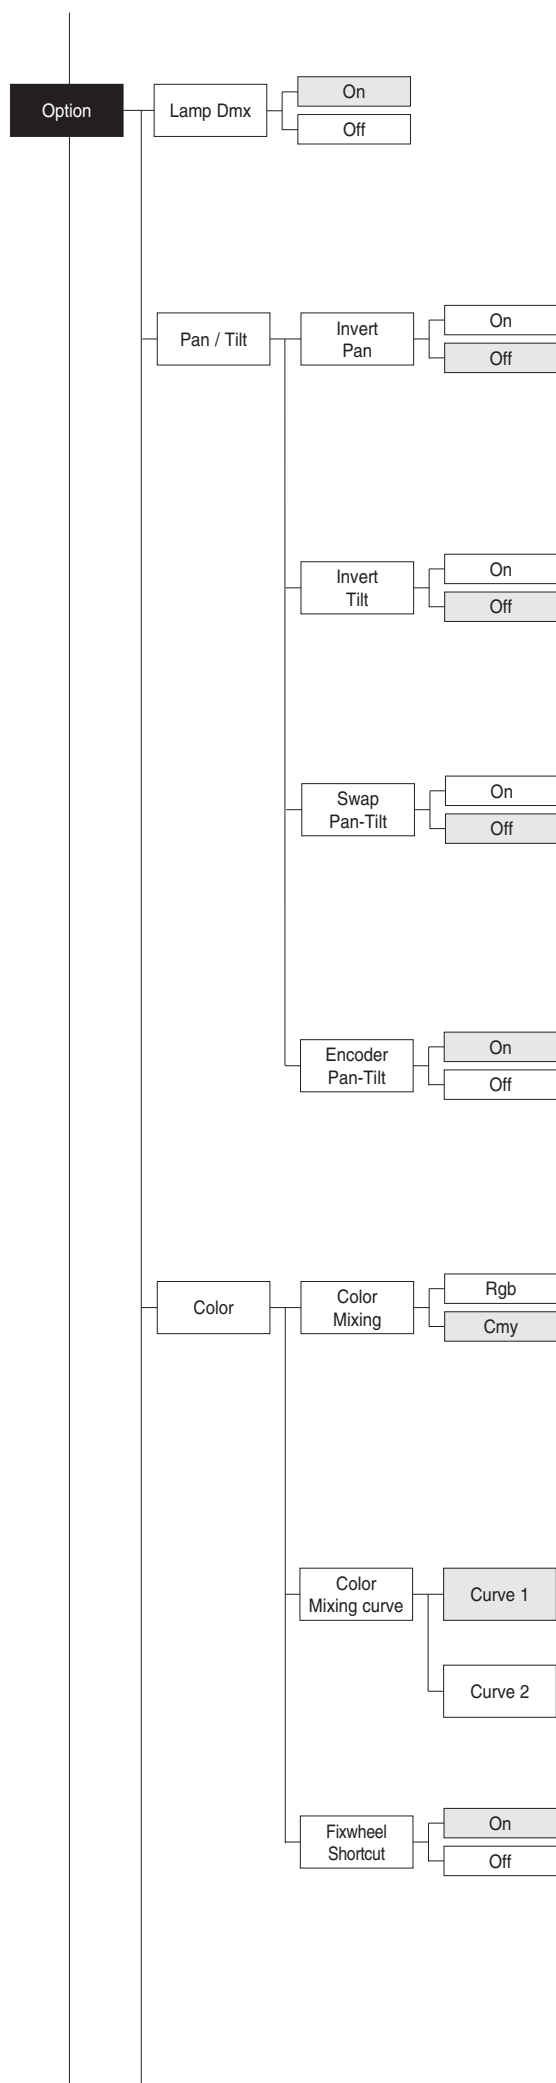 Option
Lamp Dmx
On
Off
Pan / Tilt
Invert
Pan
On
Off
Invert
Tilt
On
Off
Swap
Pan-Tilt
On
Off
Encoder
Pan-Tilt
On
Off
Color
Color
Mixing
Rgb
Cmy
Color
Mixing curve
Curve 1
Curve 2
Fixwheel
Shortcut
On
Off